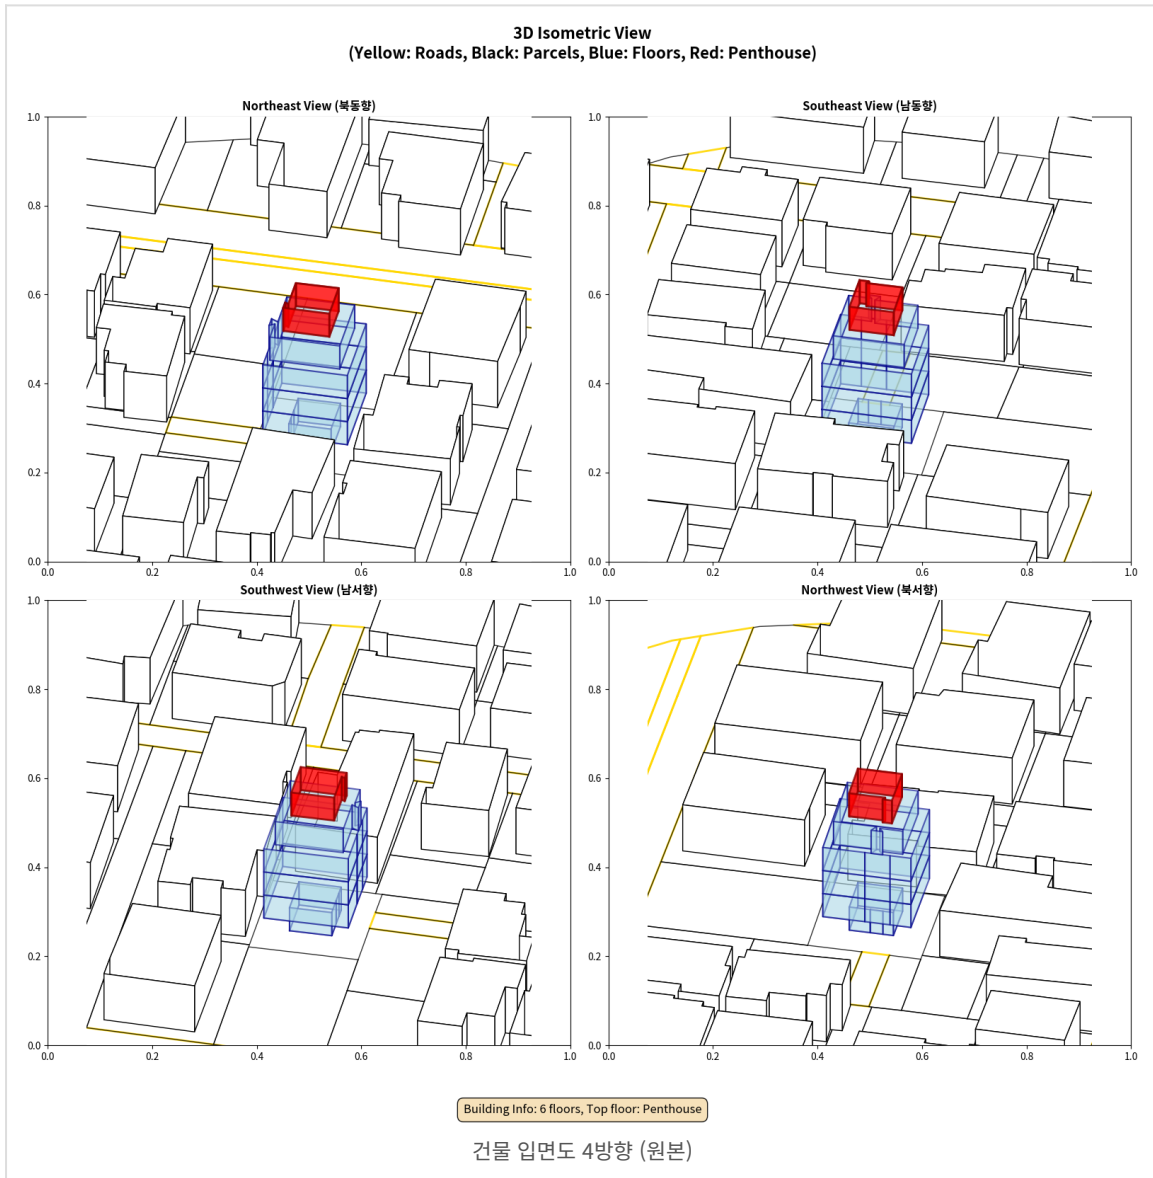 3D Isometric View
(Yellow: Roads, Black: Parcels, Blue: Floors, Red: Penthouse)
Northeast View (북동향)
1.0
0.8
0.6
0.4
0.2
0.0
0.0 0.2 0.4 0.6 0.8 1.0
Southeast View (남동향)
1.0
0.8
0.6
0.4
0.2
0.0
0.0 0.2 0.4 0.6 0.8 1.0
Southwest View (남서향)
1.0
0.8
0.6
0.4
0.2
0.0
0.0 0.2 0.4 0.6 0.8 1.0
Northwest View (북서향)
1.0
0.8
0.6
0.4
0.2
0.0
0.0 0.2 0.4 0.6 0.8 1.0
Building Info: 6 floors, Top floor: Penthouse
건물 입면도 4방향 (원본)